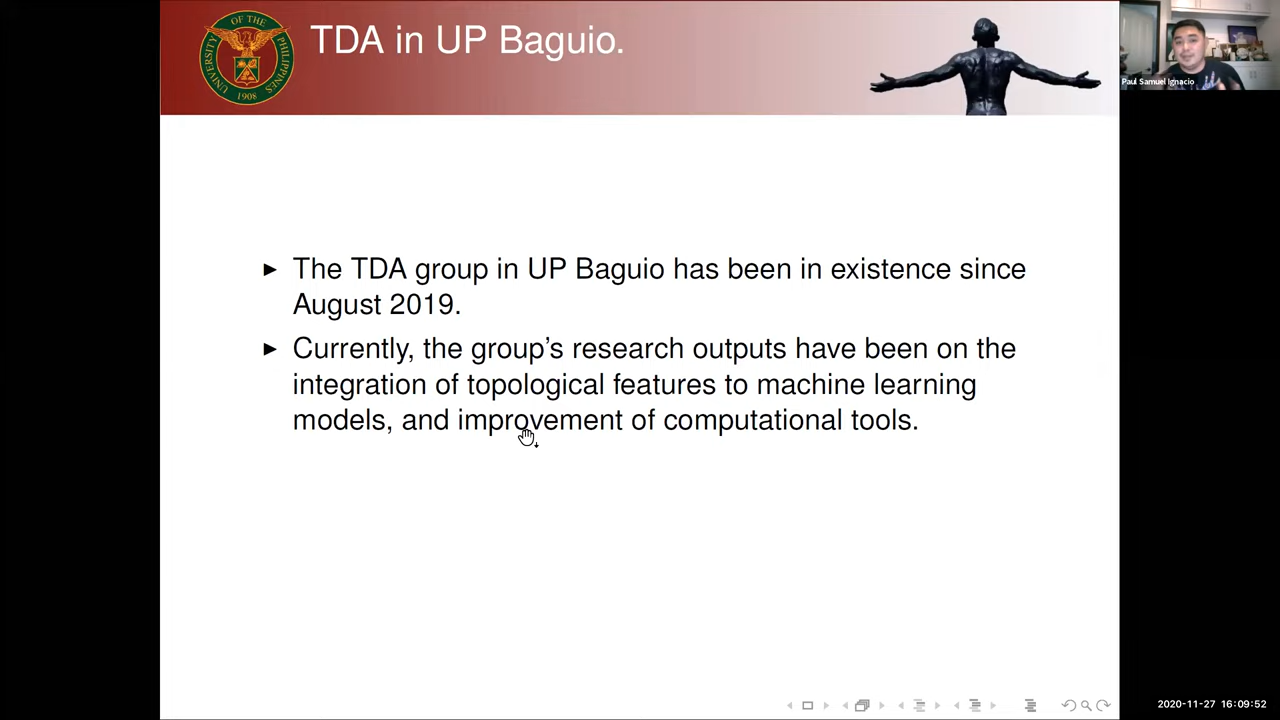 TDA in UP Baguio.
UNIVERSITY OF THE PHILIPPINES
1908
Paul Samuel Ignacio
▶ The TDA group in UP Baguio has been in existence since
August 2019.
▶ Currently, the group's research outputs have been on the
integration of topological features to machine learning
models, and improvement of computational tools.
2020-11-27 16:09:52